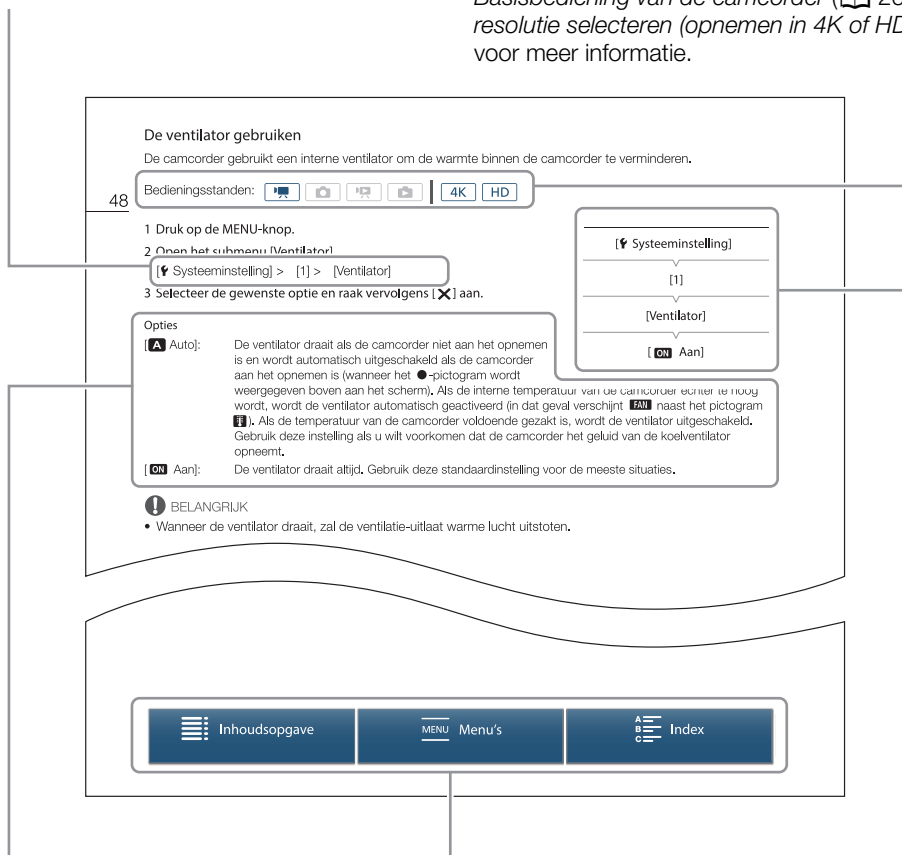 Basisbediening van de camcorder (
resolutie selecteren (opnemen in 4K of HD
voor meer informatie.
De ventilator gebruiken
De camcorder gebruikt een interne ventilator om de warmte binnen de camcorder te verminderen.
Bedieningsstanden: 4K HD
48
1 Druk op de MENU-knop.
2 Open het submenu [Ventilator]
[ Systeeminstelling] > [1] > [Ventilator]
3 Selecteer de gewenste optie en raak vervolgens [X] aan.
[ Systeeminstelling]
[1]
[Ventilator]
[ON Aan]
Opties
[A Auto]: De ventilator draait als de camcorder niet aan het opnemen
is en wordt automatisch uitgeschakeld als de camcorder
aan het opnemen is (wanneer het ●-pictogram wordt
weergegeven boven aan het scherm). Als de interne temperatuur van de camcorder echter te hoog
wordt, wordt de ventilator automatisch geactiveerd (in dat geval verschijnt FAN naast het pictogram
). Als de temperatuur van de camcorder voldoende gezakt is, wordt de ventilator uitgeschakeld.
Gebruik deze instelling als u wilt voorkomen dat de camcorder het geluid van de koelventilator
opneemt.
[ON Aan]: De ventilator draait altijd. Gebruik deze standaardinstelling voor de meeste situaties.
BELANGRIJK
• Wanneer de ventilator draait, zal de ventilatie-uitlaat warme lucht uitstoten.
Inhoudsopgave
MENU Menu's
A B C Index